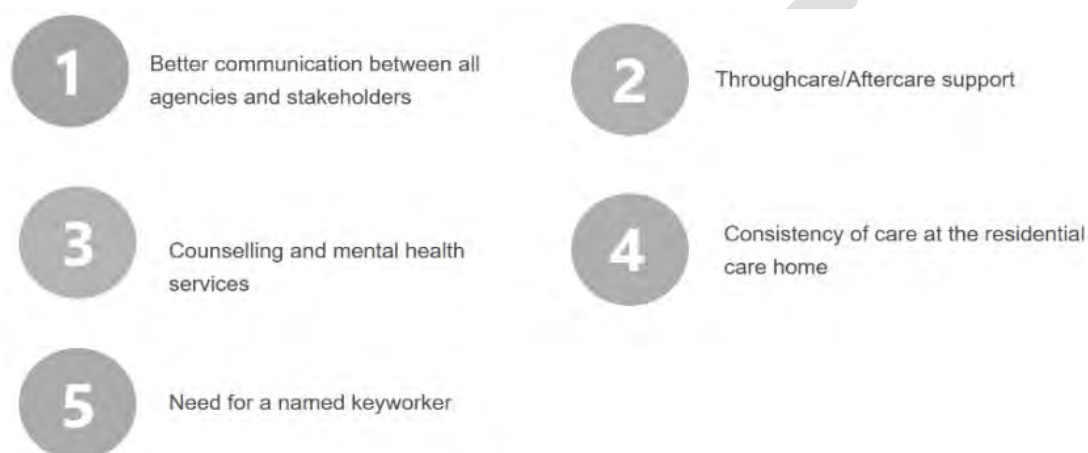 1
Better communication between all
agencies and stakeholders
2
Throughcare/Aftercare support
3
Counselling and mental health
services
4
Consistency of care at the residential
care home
5
Need for a named keyworker